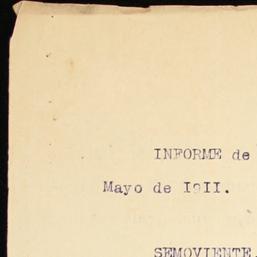 INFORME de
Mayo de I9II.
SEMOVIENTE.